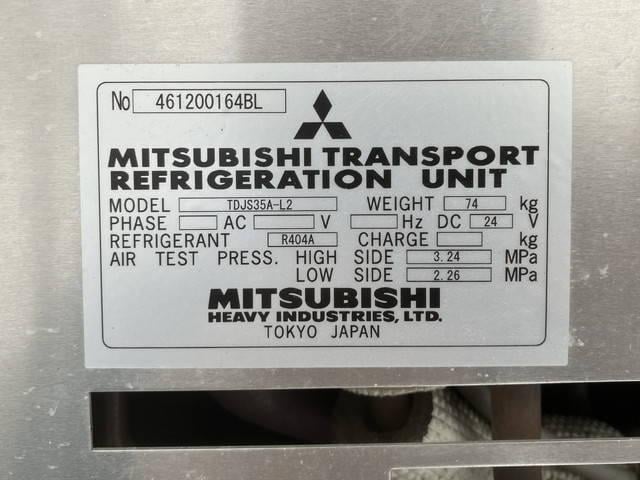 No 461200164BL
MITSUBISHI TRANSPORT
REFRIGERATION UNIT
MODEL TDJS35A-L2 WEIGHT 74 kg
PHASE AC V Hz DC 24 V
REFRIGERANT R404A CHARGE kg
AIR TEST PRESS. HIGH SIDE 3.24 MPa
LOW SIDE 2.26 MPa
MITSUBISHI
HEAVY INDUSTRIES, LTD.
TOKYO JAPAN